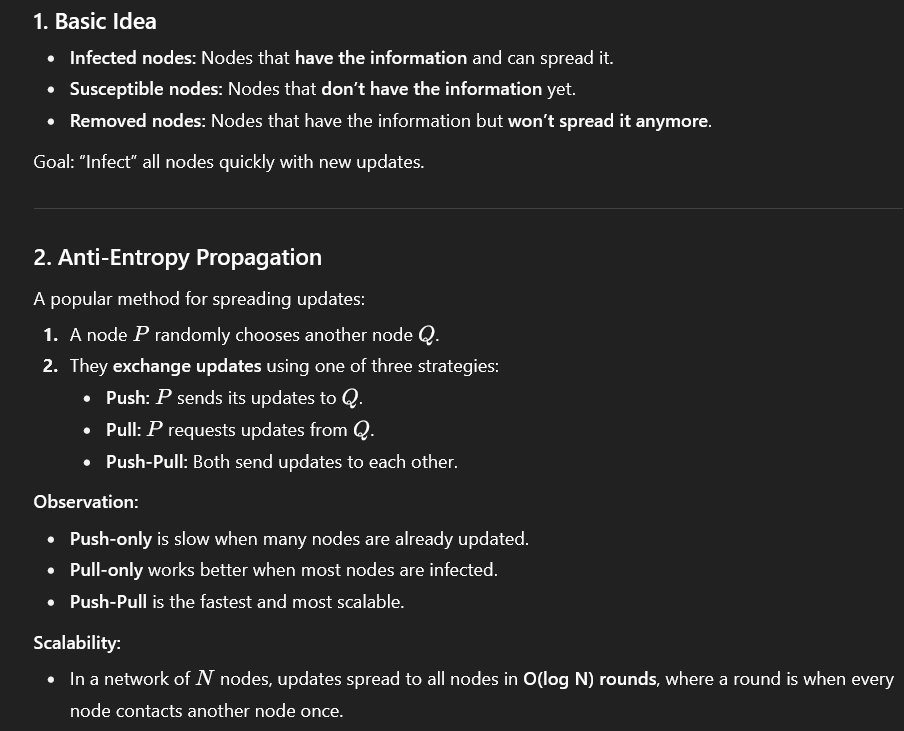 1. Basic Idea
• Infected nodes: Nodes that have the information and can spread it.
• Susceptible nodes: Nodes that don’t have the information yet.
• Removed nodes: Nodes that have the information but won’t spread it anymore.
Goal: “Infect” all nodes quickly with new updates.
2. Anti-Entropy Propagation
A popular method for spreading updates:
1. A node P randomly chooses another node Q.
2. They exchange updates using one of three strategies:
• Push: P sends its updates to Q.
• Pull: P requests updates from Q.
• Push-Pull: Both send updates to each other.
Observation:
• Push-only is slow when many nodes are already updated.
• Pull-only works better when most nodes are infected.
• Push-Pull is the fastest and most scalable.
Scalability:
• In a network of N nodes, updates spread to all nodes in O(log N) rounds, where a round is when every
node contacts another node once.